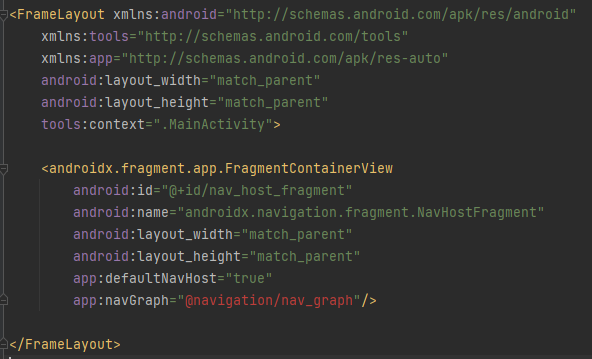 <FrameLayout xmlns:android="http://schemas.android.com/apk/res/android"
    xmlns:tools="http://schemas.android.com/tools"
    xmlns:app="http://schemas.android.com/apk/res-auto"
    android:layout_width="match_parent"
    android:layout_height="match_parent"
    tools:context=".MainActivity">

    <androidx.fragment.app.FragmentContainerView
        android:id="@+id/nav_host_fragment"
        android:name="androidx.navigation.fragment.NavHostFragment"
        android:layout_width="match_parent"
        android:layout_height="match_parent"
        app:defaultNavHost="true"
        app:navGraph="@navigation/nav_graph"/>

</FrameLayout>